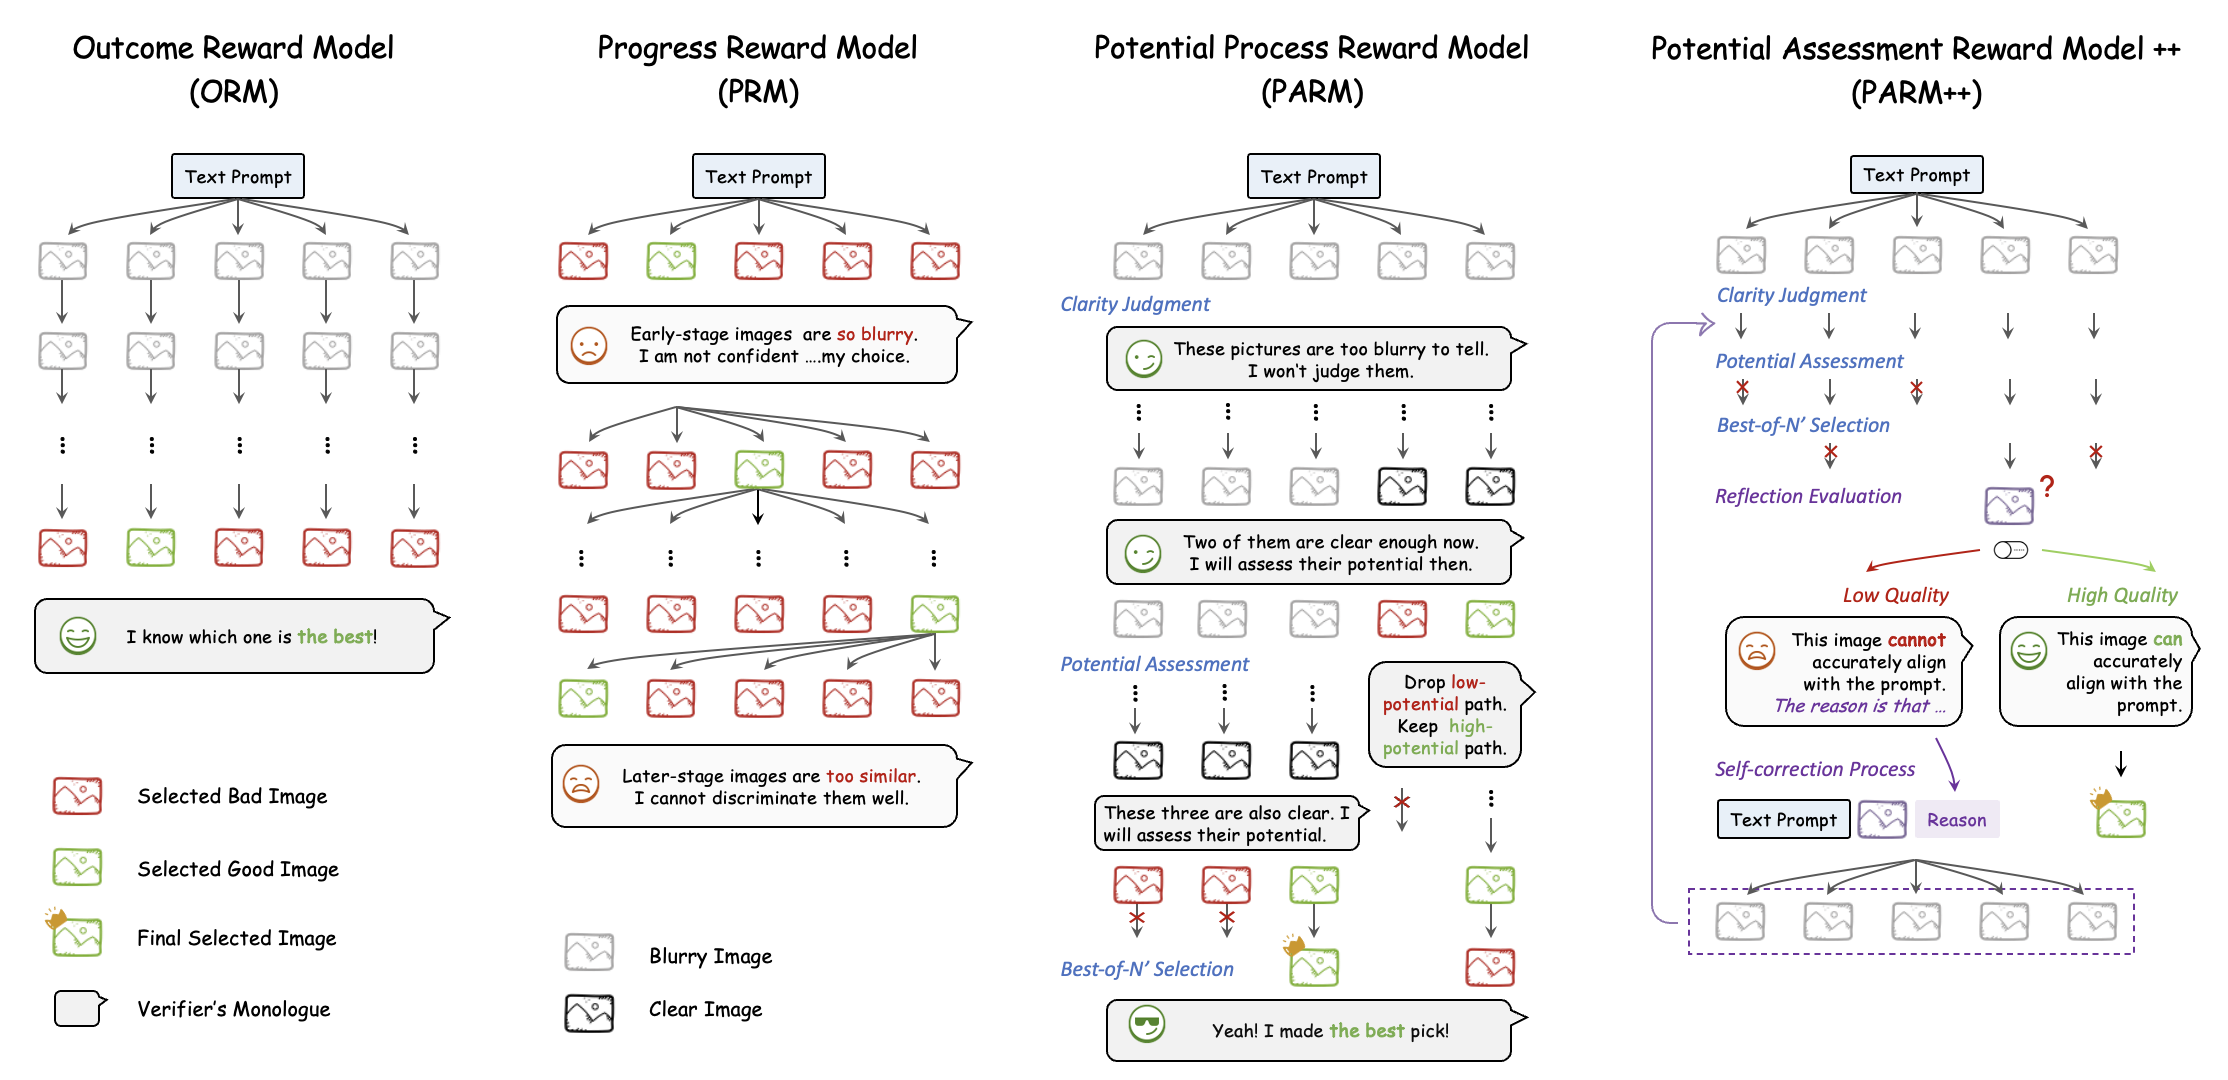 Outcome Reward Model
(ORM)
Text Prompt
I know which one is the best!
Selected Bad Image
Selected Good Image
Final Selected Image
Verifier's Monologue
Progress Reward Model
(PRM)
Text Prompt
Early-stage images are so blurry.
I am not confident ....my choice.
Later-stage images are too similar.
I cannot discriminate them well.
Blurry Image
Clear Image
Potential Process Reward Model
(PARM)
Text Prompt
Clarity Judgment
These pictures are too blurry to tell.
I won't judge them.
Two of them are clear enough now.
I will assess their potential then.
Potential Assessment
Drop low-
potential path.
Keep high-
potential path.
These three are also clear. I
will assess their potential.
Best-of-N’ Selection
Yeah! I made the best pick!
Potential Assessment Reward Model ++
(PARM++)
Text Prompt
Clarity Judgment
Potential Assessment
Best-of-N’ Selection
Reflection Evaluation
?
Low Quality
High Quality
This image cannot
accurately align
with the prompt.
The reason is that ...
This image can
accurately
align with the
prompt.
Self-correction Process
Text Prompt
Reason